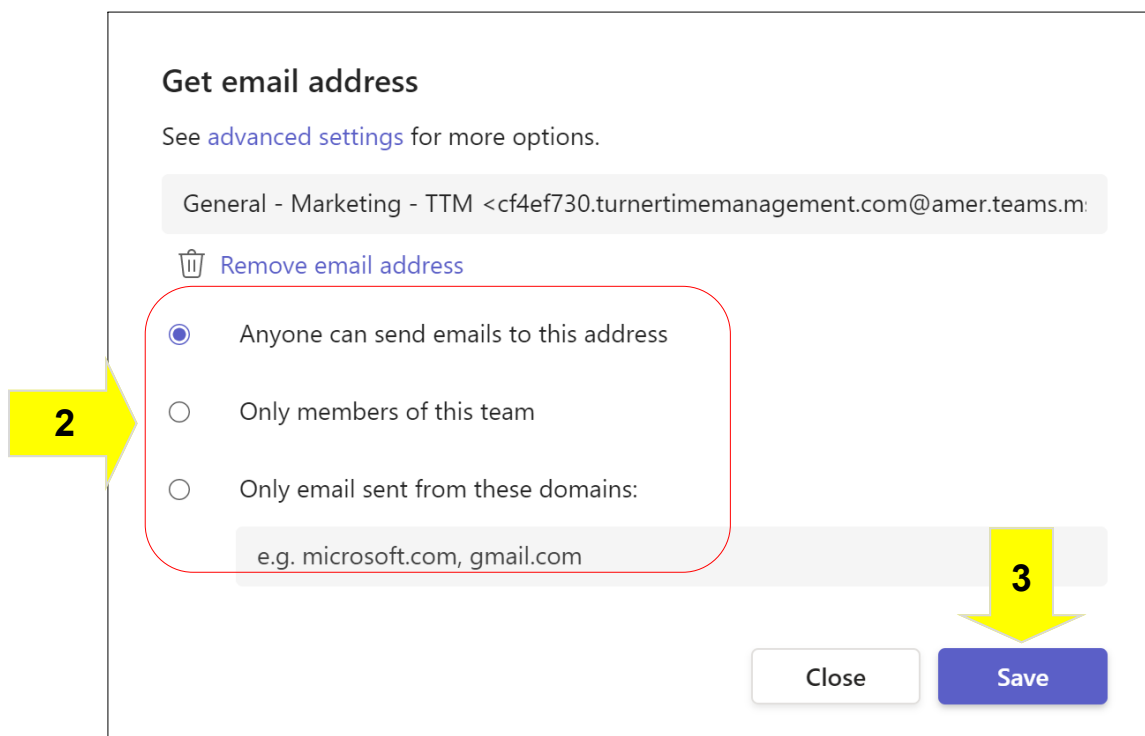 Get email address
See advanced settings for more options.
General - Marketing - TTM <cf4ef730.turnertimemanagement.com@amer.teams.ms
Remove email address
Anyone can send emails to this address
2
Only members of this team
Only email sent from these domains:
e.g. microsoft.com, gmail.com
3
Close
Save